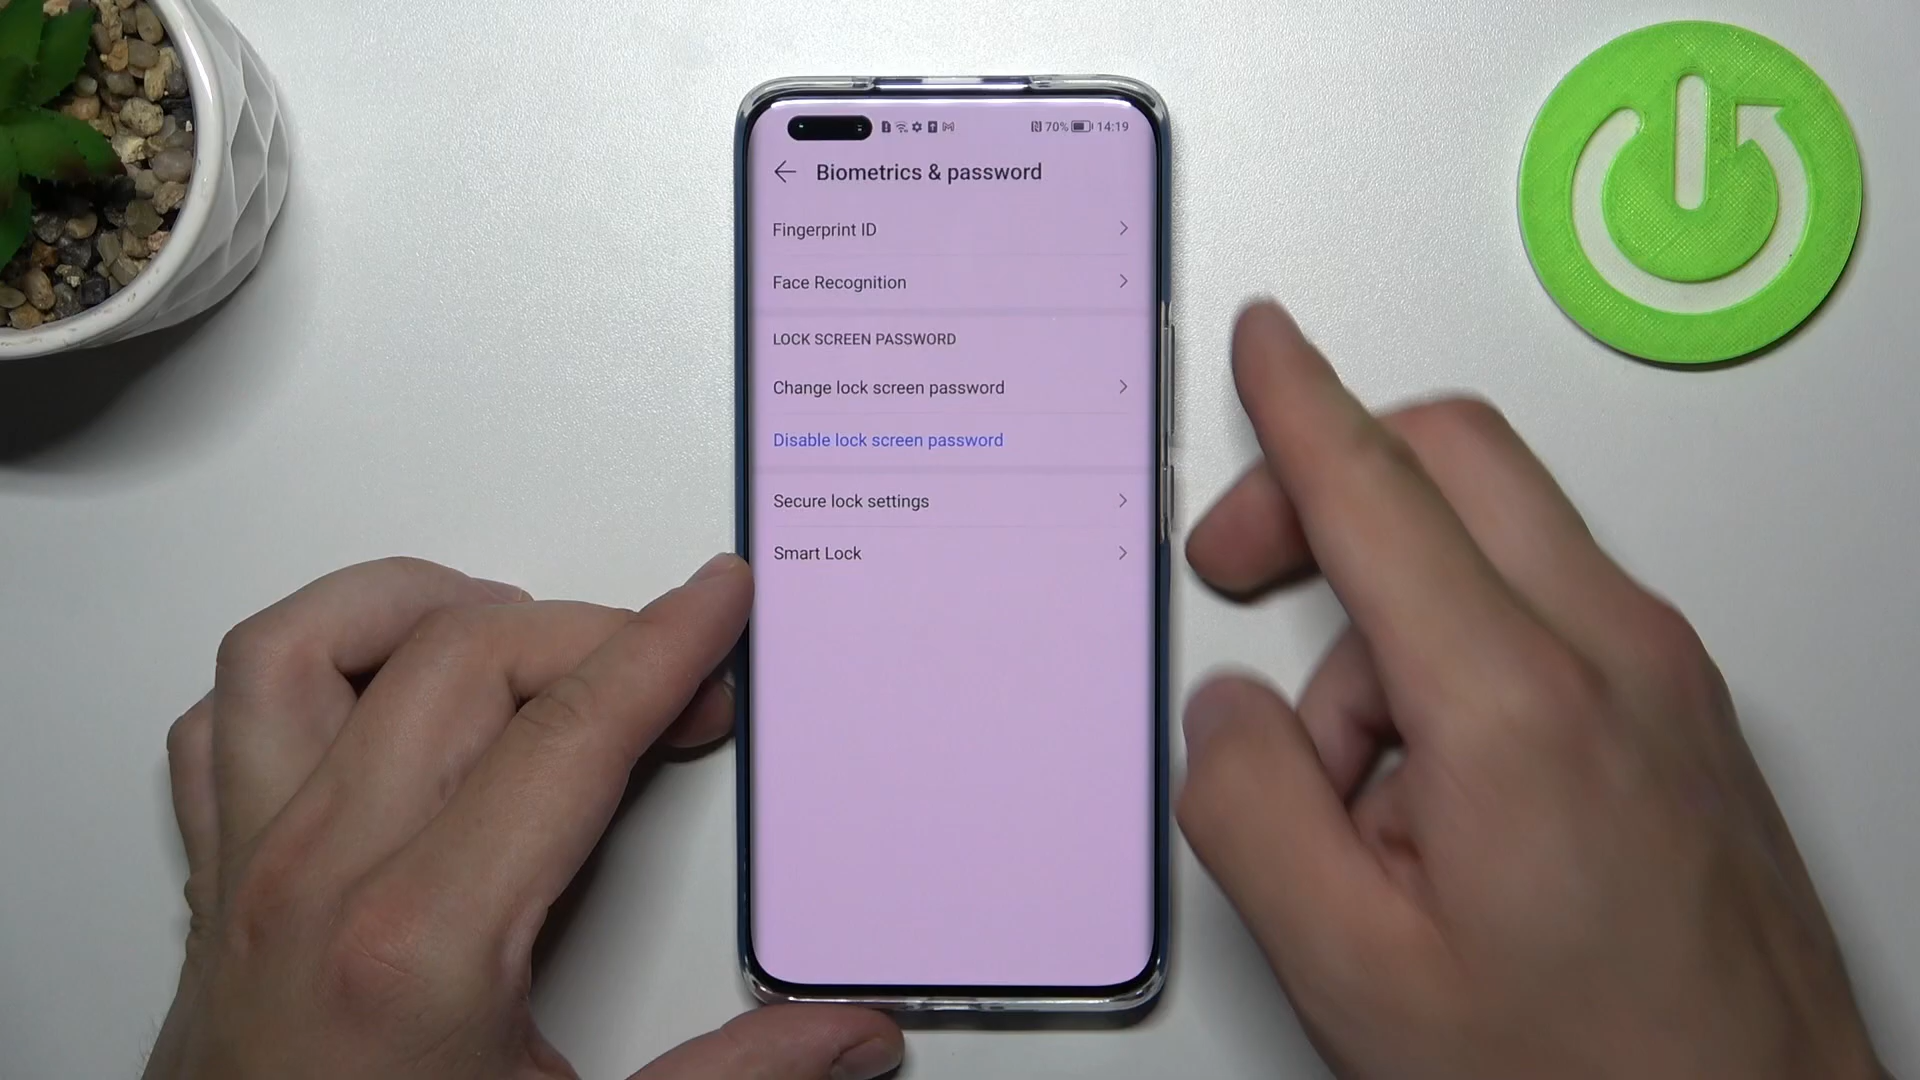 70% 14:19
Biometrics & password
Fingerprint ID
Face Recognition
LOCK SCREEN PASSWORD
Change lock screen password
Disable lock screen password
Secure lock settings
Smart Lock